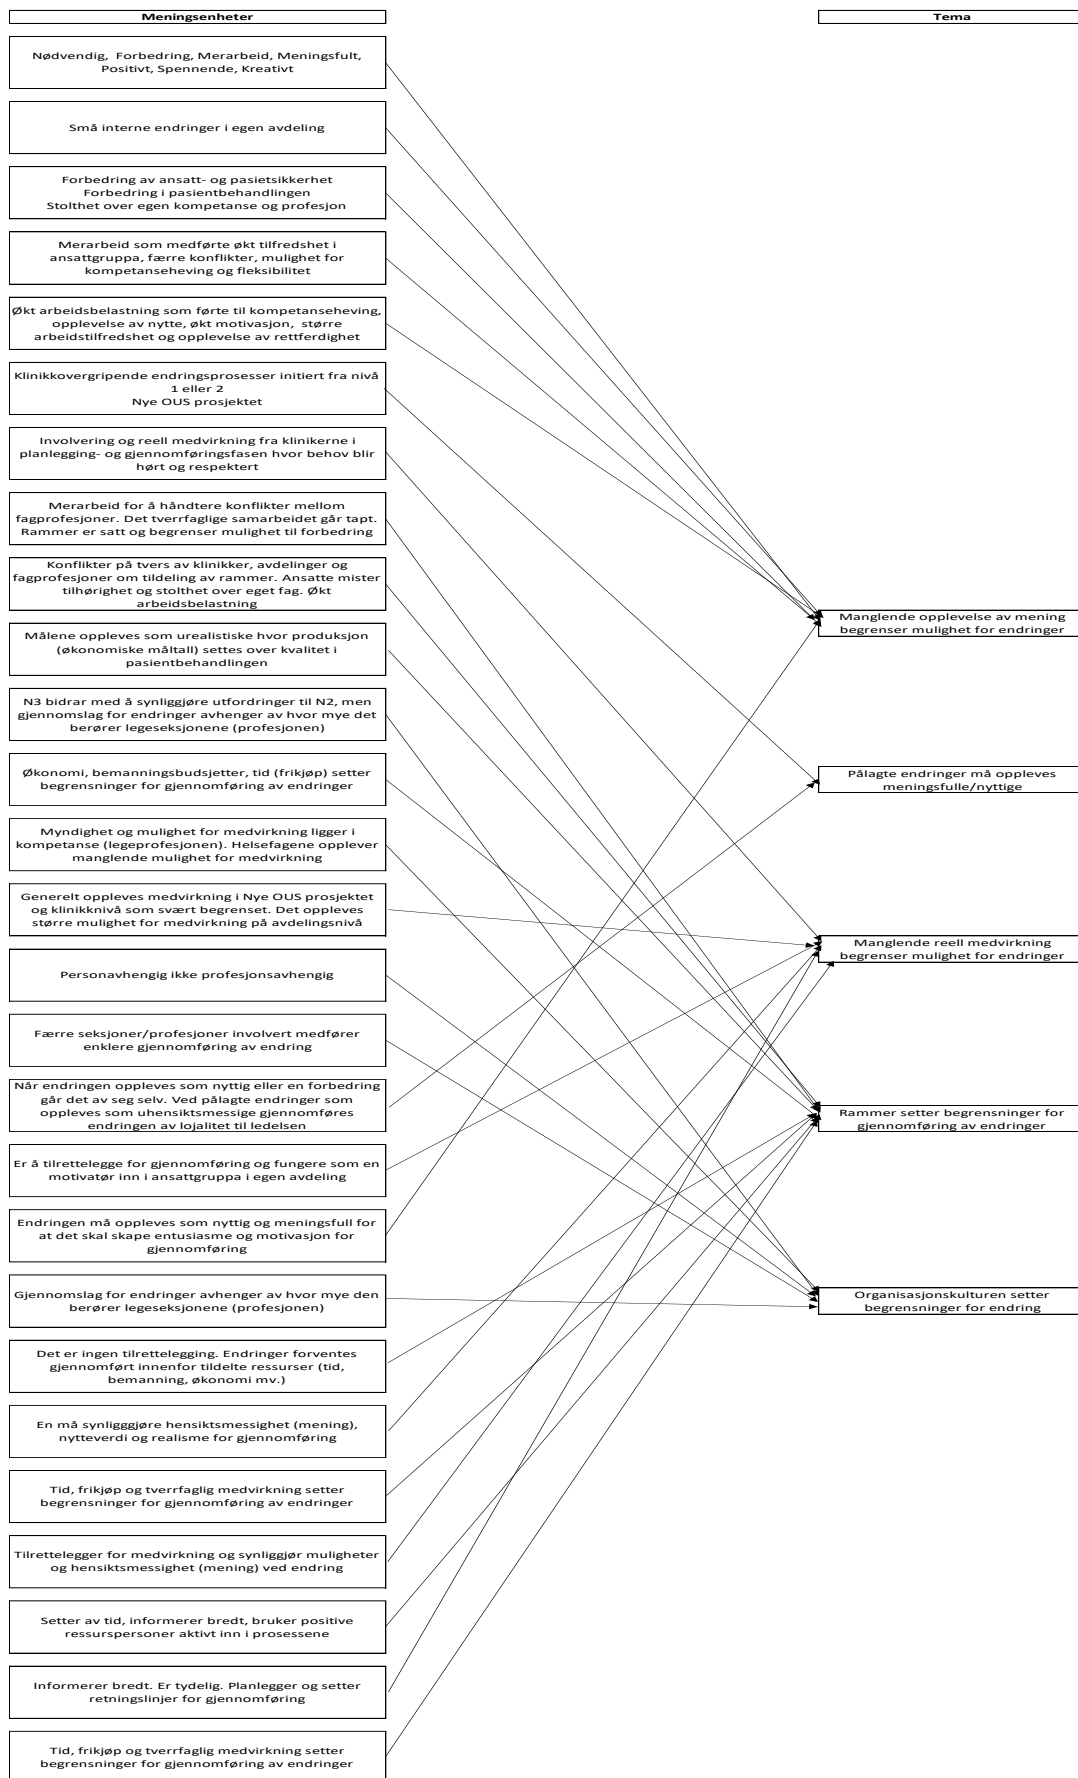 Meningsenheter
Tema
Nødvendig, Forbedring, Merarbeid, Meningsfult,
Positivt, Spennende, Kreativt
Små interne endringer i egen avdeling
Forbedring av ansatt- og pasietsikkerhet
Forbedring i pasientbehandlingen
Stolthet over egen kompetanse og profesjon
Merarbeid som medførte økt tilfredshet i
ansattgruppa, færre konflikter, mulighet for
kompetanseheving og fleksibilitet
Økt arbeidsbelastning som førte til kompetanseheving,
opplevelse av nytte, økt motivasjon, større
arbeidstilfredshet og opplevelse av rettferdighet
Klinikkovergripende endringsprosesser initiert fra nivå
1 eller 2
Nye OUS prosjektet
Involvering og reell medvirkning fra klinikerne i
planlegging- og gjennomføringsfasen hvor behov blir
hørt og respektert
Merarbeid for å håndtere konflikter mellom
fagprofesjoner. Det tverrfaglige samarbeidet går tapt.
Rammer er satt og begrenser mulighet til forbedring
Konflikter på tvers av klinikker, avdelinger og
fagprofesjoner om tildeling av rammer. Ansatte mister
tilhørighet og stolthet over eget fag. Økt
arbeidsbelastning
Målene oppleves som urealistiske hvor produksjon
(økonomiske måltall) settes over kvalitet i
pasientbehandlingen
N3 bidrar med å synliggjøre utfordringer til N2, men
gjennomslag for endringer avhenger av hvor mye det
berører legeseksjonene (profesjonen)
Økonomi, bemanningsbudsjetter, tid (frikjøp) setter
begrensninger for gjennomføring av endringer
Myndighet og mulighet for medvirkning ligger i
kompetanse (legeprofesjonen). Helsefagene opplever
manglende mulighet for medvirkning
Generelt oppleves medvirkning i Nye OUS prosjektet
og klinikknivå som svært begrenset. Det oppleves
større mulighet for medvirkning på avdelingsnivå
Personavhengig ikke profesjonsavhengig
Færre seksjoner/profesjoner involvert medfører
enklere gjennomføring av endring
Når endringen oppleves som nyttig eller en forbedring
går det av seg selv. Ved pålagte endringer som
oppleves som uhensiktsmessige gjennomføres
endringen av lojalitet til ledelsen
Er å tilrettelegge for gjennomføring og fungere som en
motivatør inn i ansattgruppa i egen avdeling
Endringen må oppleves som nyttig og meningsfull for
at det skal skape entusiasme og motivasjon for
gjennomføring
Gjennomslag for endringer avhenger av hvor mye den
berører legeseksjonene (profesjonen)
Det er ingen tilrettelegging. Endringer forventes
gjennomført innenfor tildelte ressurser (tid,
bemanning, økonomi mv.)
En må synligggjøre hensiktsmessighet (mening),
nytteverdi og realisme for gjennomføring
Tid, frikjøp og tverrfaglig medvirkning setter
begrensninger for gjennomføring av endringer
Tilrettelegger for medvirkning og synliggjør muligheter
og hensiktsmessighet (mening) ved endring
Setter av tid, informerer bredt, bruker positive
ressurspersoner aktivt inn i prosessene
Informerer bredt. Er tydelig. Planlegger og setter
retningslinjer for gjennomføring
Tid, frikjøp og tverrfaglig medvirkning setter
begrensninger for gjennomføring av endringer
Manglende opplevelse av mening
begrenser mulighet for endringer
Pålagte endringer må oppleves
meningsfulle/nyttige
Manglende reell medvirkning
begrenser mulighet for endringer
Rammer setter begrensninger for
gjennomføring av endringer
Organisasjonskulturen setter
begrensninger for endring